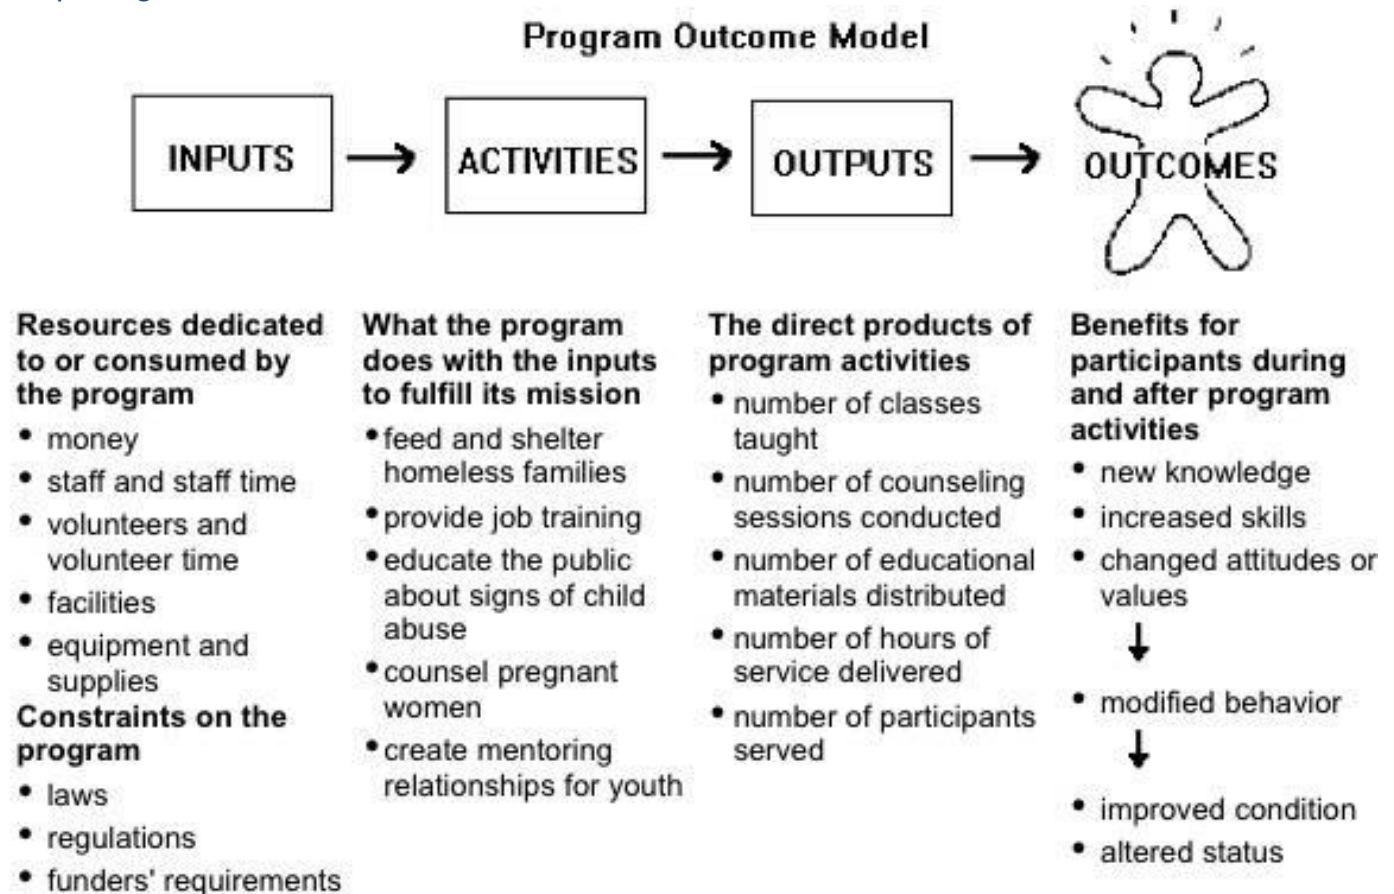 Program Outcome Model
INPUTS
ACTIVITIES
OUTPUTS
OUTCOMES
Resources dedicated
to or consumed by
the program
• money
• staff and staff time
• volunteers and
volunteer time
• facilities
• equipment and
supplies
Constraints on the
program
• laws
• regulations
• funders' requirements
What the program
does with the inputs
to fulfill its mission
• feed and shelter
homeless families
• provide job training
• educate the public
about signs of child
abuse
• counsel pregnant
women
• create mentoring
relationships for youth
The direct products of
program activities
• number of classes
taught
• number of counseling
sessions conducted
• number of educational
materials distributed
• number of hours of
service delivered
• number of participants
served
Benefits for
participants during
and after program
activities
• new knowledge
• increased skills
• changed attitudes or
values
• modified behavior
• improved condition
• altered status